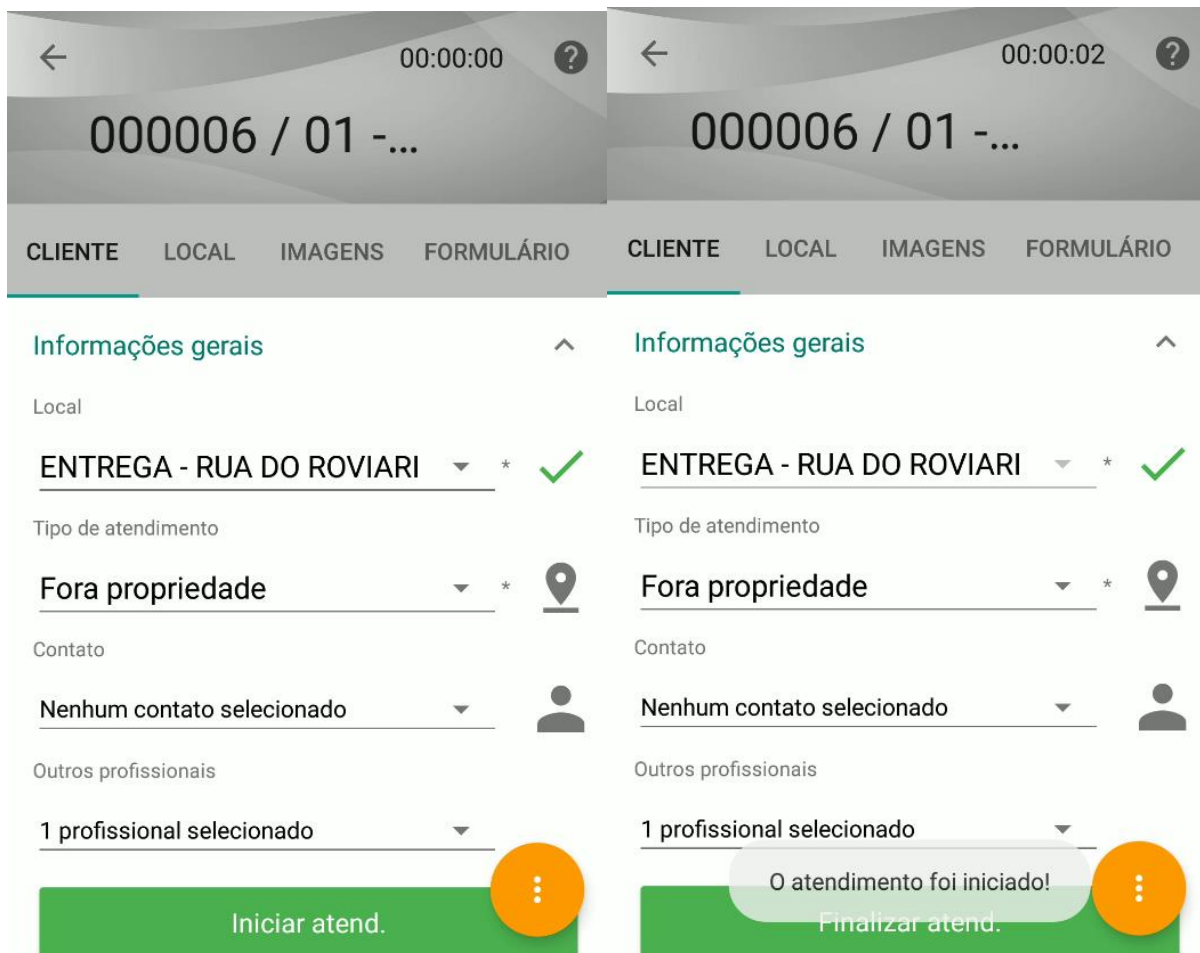 00:00:00
?
000006 / 01 -...
CLIENTE LOCAL IMAGENS FORMULÁRIO
Informações gerais
Local
ENTREGA - RUA DO ROVIARI *
Tipo de atendimento
Fora propriedade *
Contato
Nenhum contato selecionado
Outros profissionais
1 profissional selecionado
Iniciar atend.
00:00:02
?
000006 / 01 -...
CLIENTE LOCAL IMAGENS FORMULÁRIO
Informações gerais
Local
ENTREGA - RUA DO ROVIARI *
Tipo de atendimento
Fora propriedade *
Contato
Nenhum contato selecionado
Outros profissionais
1 profissional selecionado
O atendimento foi iniciado!
Finalizar atend.